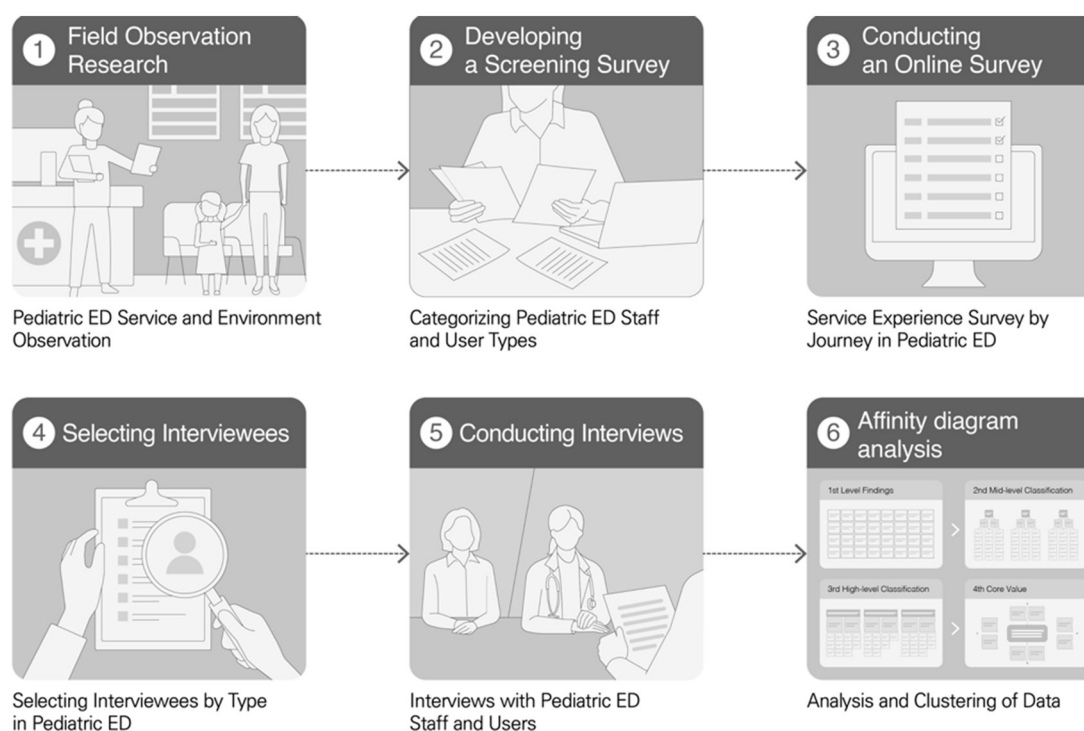 1
Field Observation
Research
Pediatric ED Service and Environment
Observation
2
Developing
a Screening Survey
Categorizing Pediatric ED Staff
and User Types
3
Conducting
an Online Survey
Service Experience Survey by
Journey in Pediatric ED
4
Selecting Interviewees
Selecting Interviewees by Type
in Pediatric ED
5
Conducting Interviews
Interviews with Pediatric ED
Staff and Users
6
Affinity diagram
analysis
1st Level Findings
2nd Mid-level Classification
3rd High-level Classification
4th Core Value
Analysis and Clustering of Data